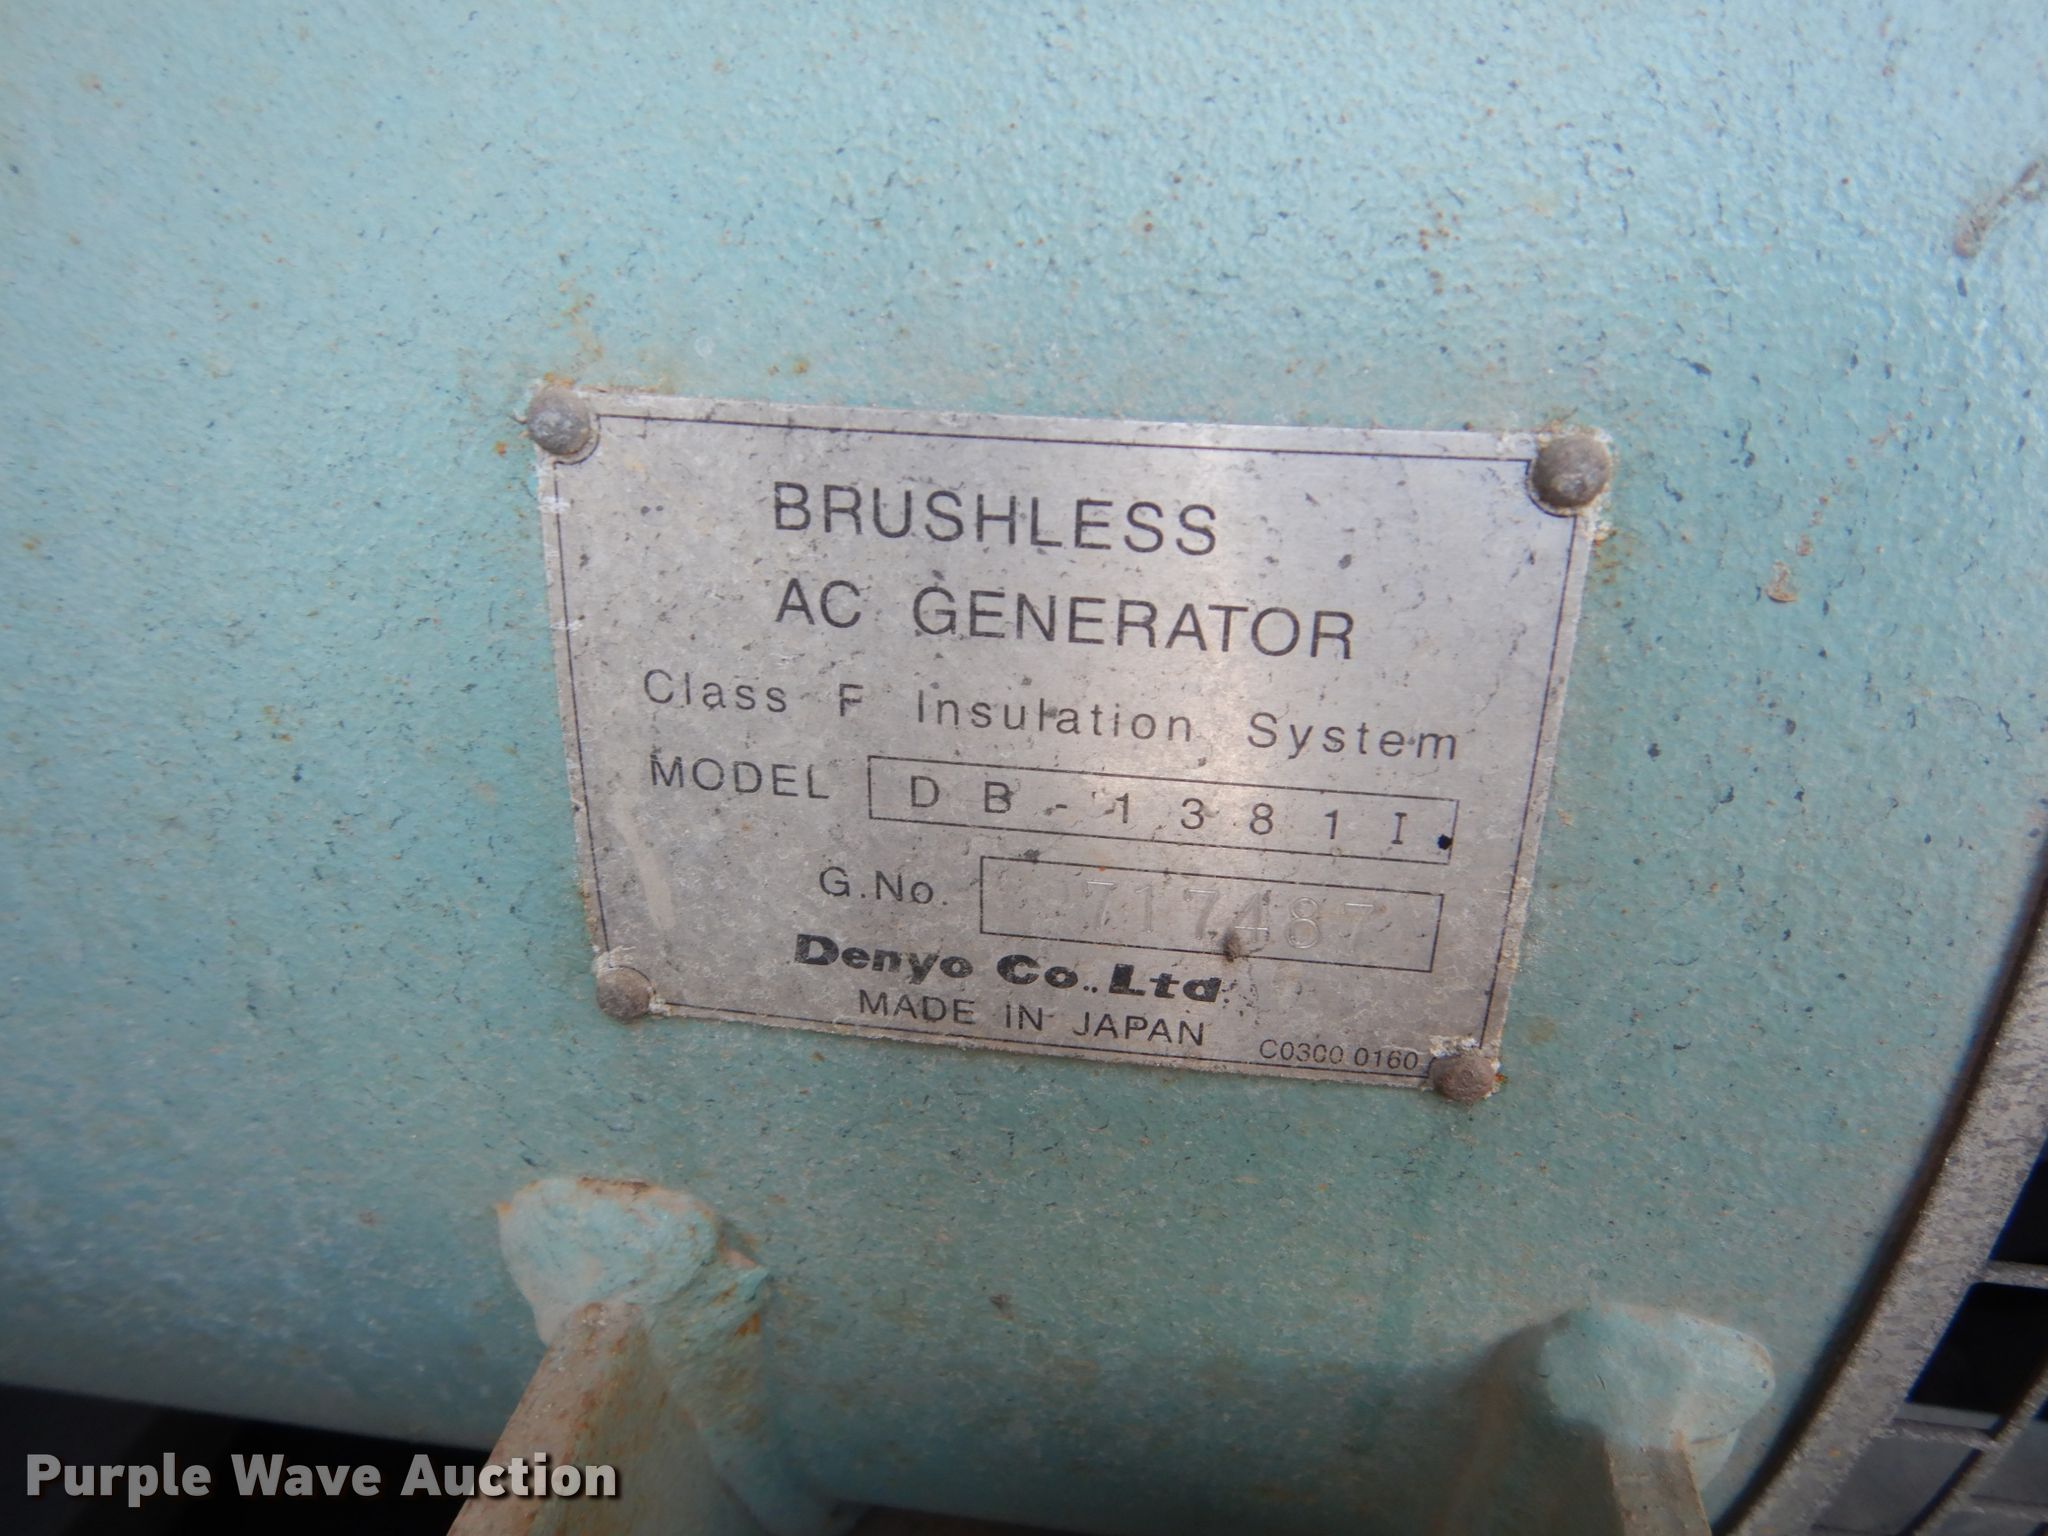 BRUSHLESS
AC GENERATOR
Class F Insulation System
MODEL DB-1381I
G.No. 717487
Denyo Co.,Ltd.
MADE IN JAPAN
C0300 0160
Purple Wave Auction